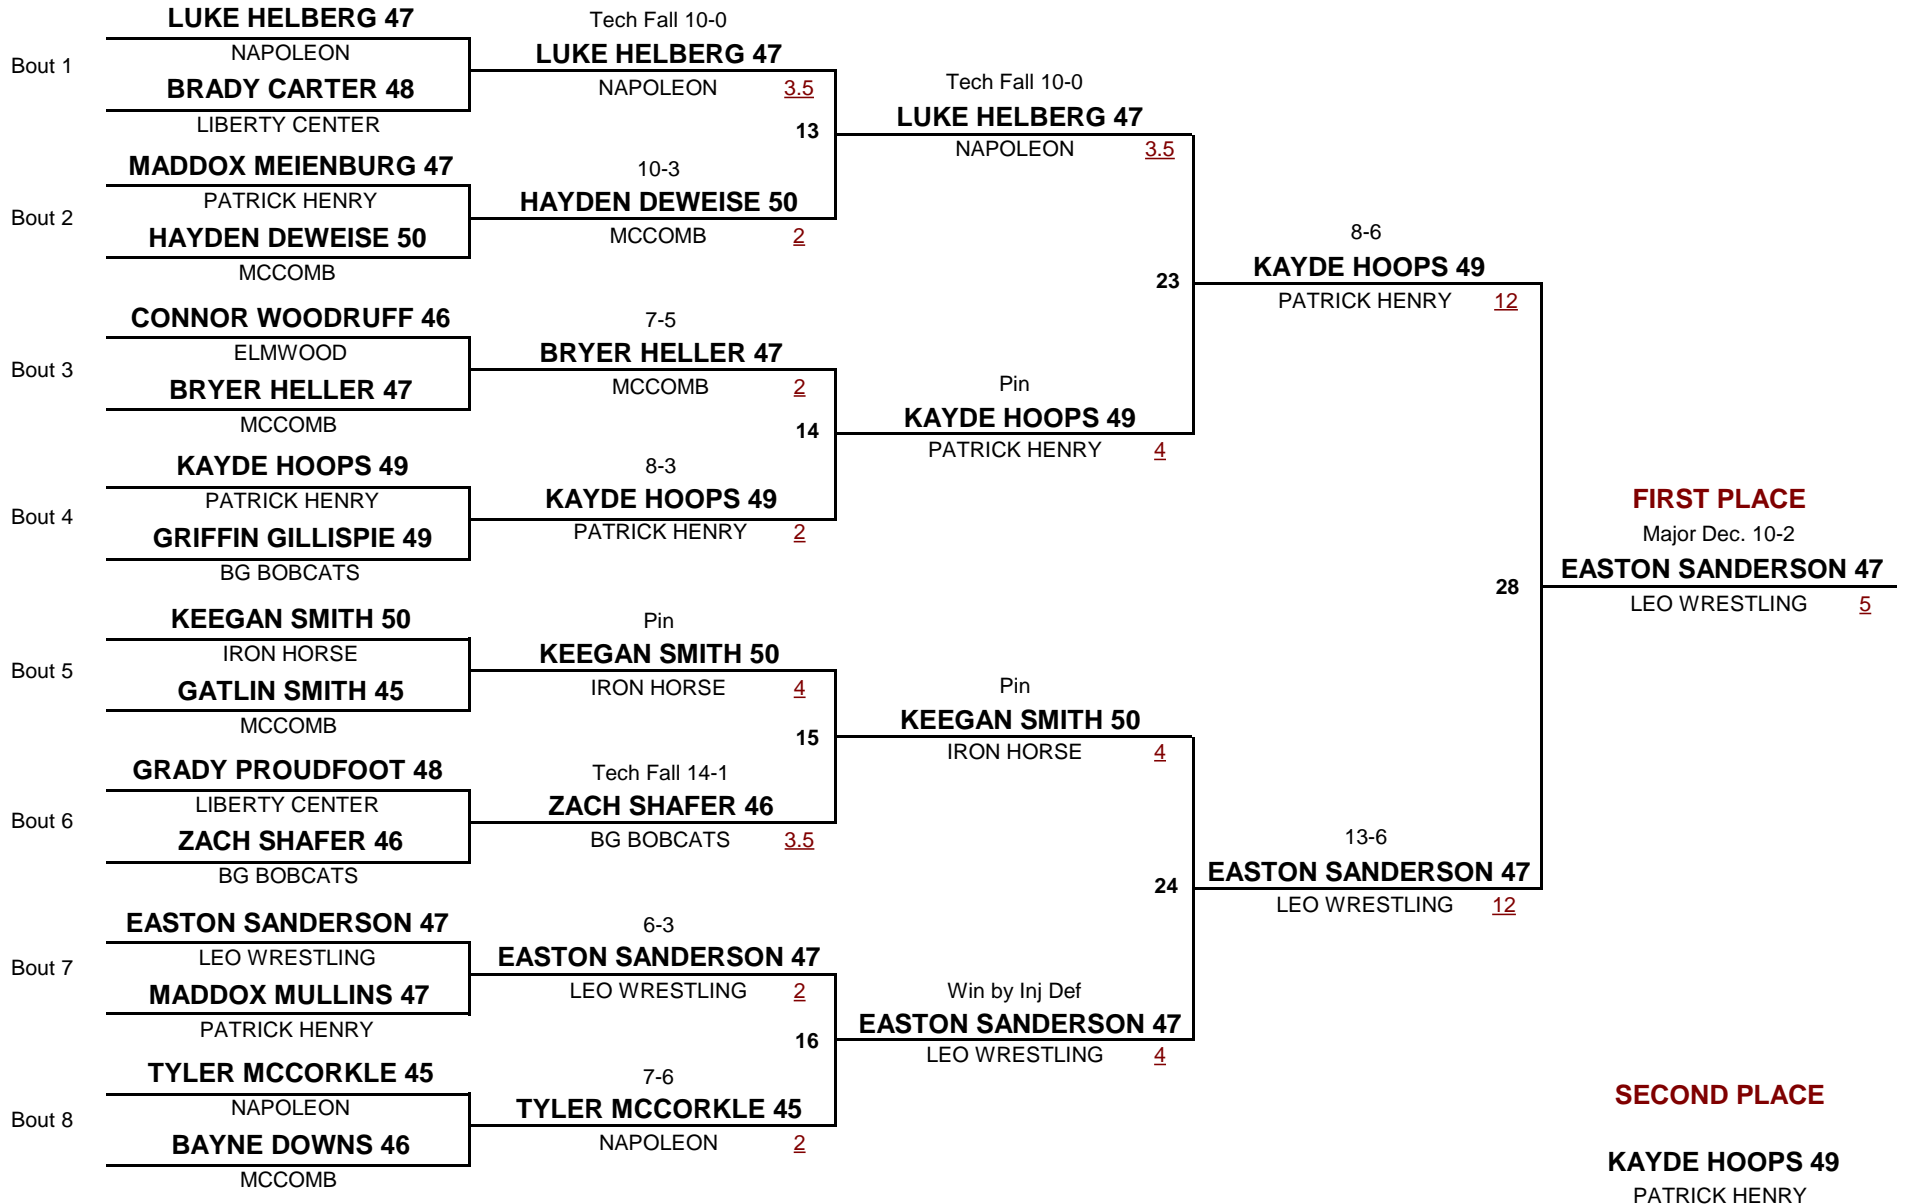 LUKE HELBERG 47
Bout 1
NAPOLEON
BRADY CARTER 48
LIBERTY CENTER
MADDOX MEIENBURG 47
Bout 2
PATRICK HENRY
HAYDEN DEWEISE 50
MCCOMB
CONNOR WOODRUFF 46
Bout 3
ELMWOOD
BRYER HELLER 47
MCCOMB
KAYDE HOOPS 49
Bout 4
PATRICK HENRY
GRIFFIN GILLISPIE 49
BG BOBCATS
KEEGAN SMITH 50
Bout 5
IRON HORSE
GATLIN SMITH 45
MCCOMB
GRADY PROUDFOOT 48
Bout 6
LIBERTY CENTER
ZACH SHAFER 46
BG BOBCATS
EASTON SANDERSON 47
Bout 7
LEO WRESTLING
MADDOX MULLINS 47
PATRICK HENRY
TYLER MCCORKLE 45
Bout 8
NAPOLEON
BAYNE DOWNS 46
MCCOMB
Tech Fall 10-0
LUKE HELBERG 47
NAPOLEON 3.5
13
10-3
HAYDEN DEWEISE 50
MCCOMB 2
7-5
BRYER HELLER 47
MCCOMB 2
14
8-3
KAYDE HOOPS 49
PATRICK HENRY 2
Pin
KEEGAN SMITH 50
IRON HORSE 4
15
Tech Fall 14-1
ZACH SHAFER 46
BG BOBCATS 3.5
6-3
EASTON SANDERSON 47
LEO WRESTLING 2
16
7-6
TYLER MCCORKLE 45
NAPOLEON 2
Tech Fall 10-0
LUKE HELBERG 47
NAPOLEON 3.5
23
Pin
KAYDE HOOPS 49
PATRICK HENRY 4
Pin
KEEGAN SMITH 50
IRON HORSE 4
24
Win by Inj Def
EASTON SANDERSON 47
LEO WRESTLING 4
8-6
KAYDE HOOPS 49
PATRICK HENRY 12
28
13-6
EASTON SANDERSON 47
LEO WRESTLING 12
FIRST PLACE
Major Dec. 10-2
EASTON SANDERSON 47
LEO WRESTLING 5
SECOND PLACE
KAYDE HOOPS 49
PATRICK HENRY